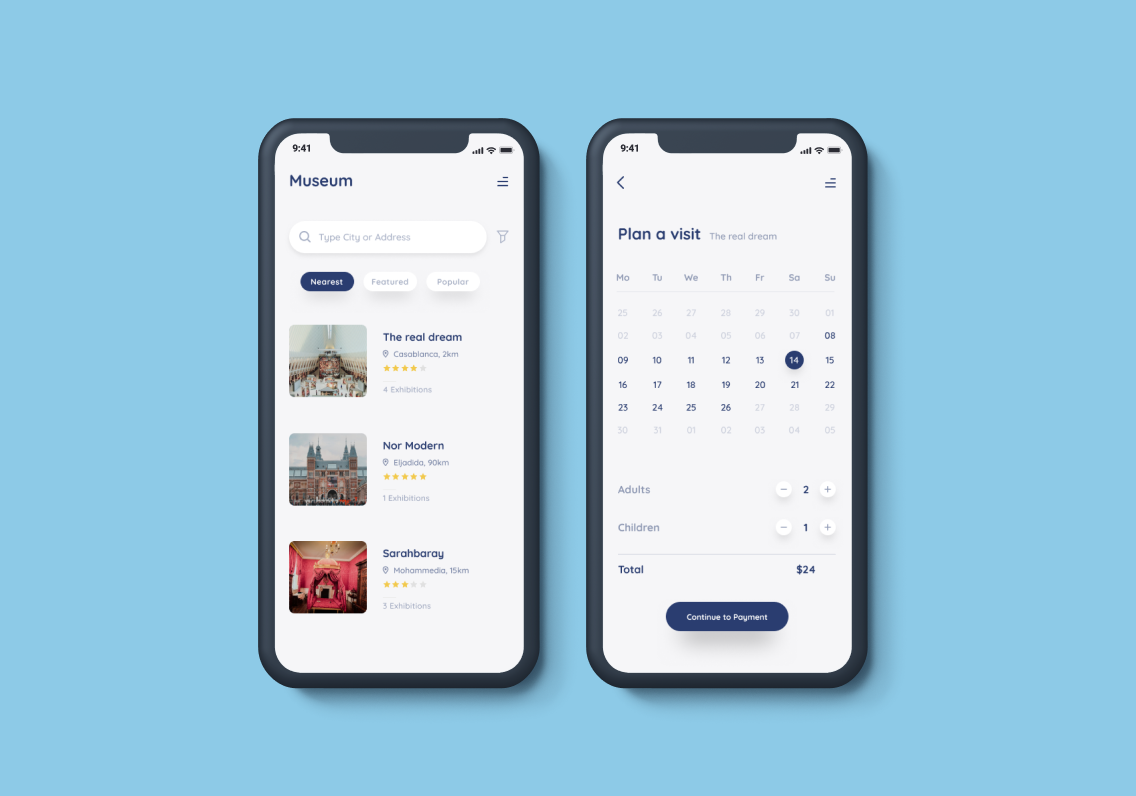 9:41
Museum
Type City or Address
Nearest Featured Popular
The real dream
Casablanca, 2km
4 Exhibitions
Nor Modern
Eljadida, 90km
1 Exhibitions
Sarahbaray
Mohammedia, 15km
3 Exhibitions
9:41
Plan a visit The real dream
Mo Tu We Th Fr Sa Su
25 26 27 28 29 30 01
02 03 04 05 06 07 08
09 10 11 12 13 14 15
16 17 18 19 20 21 22
23 24 25 26 27 28 29
30 31 01 02 03 04 05
Adults − 2 +
Children − 1 +
Total $24
Continue to Payment